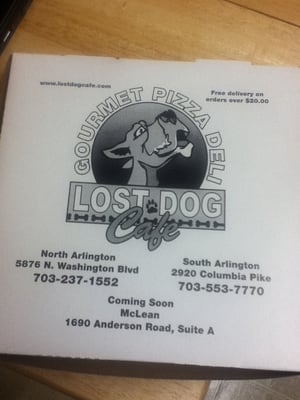 www.lostdogcafe.com
Free delivery on
orders over $20.00
GOURMET PIZZA DELI
LOST DOG
Cafe
North Arlington
5876 N. Washington Blvd
703-237-1552
South Arlington
2920 Columbia Pike
703-553-7770
Coming Soon
McLean
1690 Anderson Road, Suite A